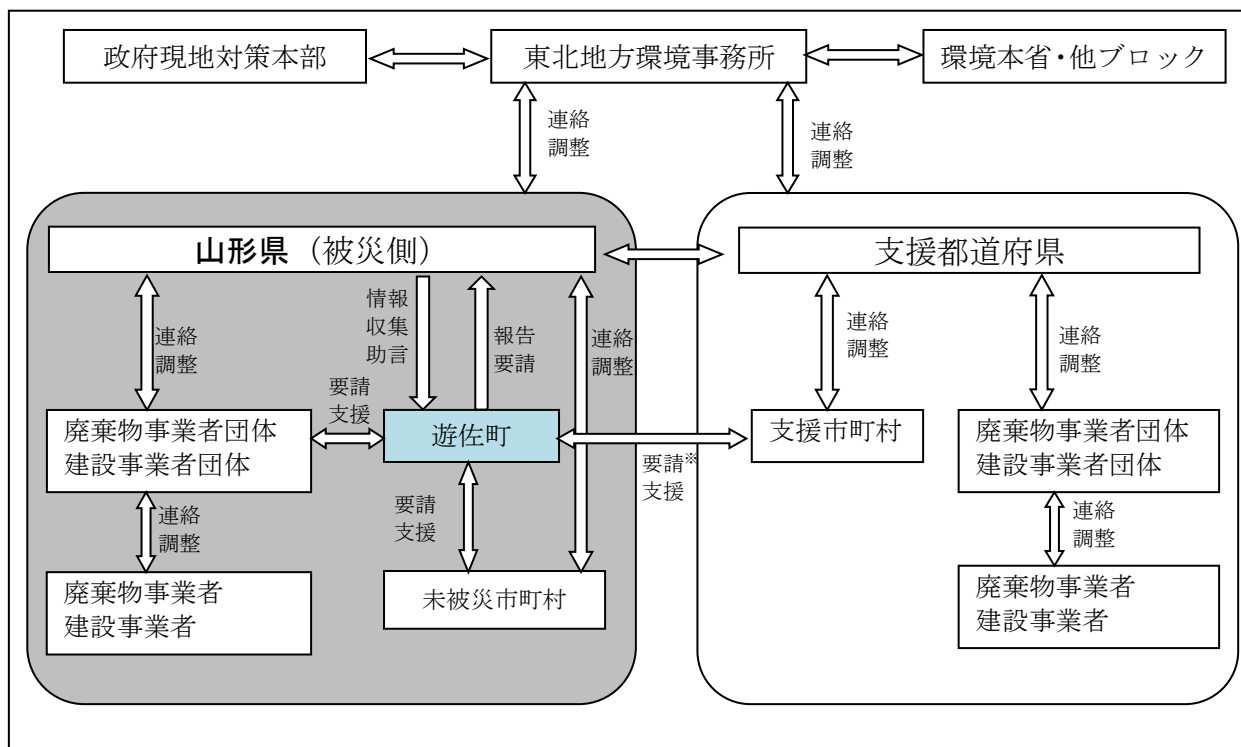 政府現地対策本部
東北地方環境事務所
環境本省・他ブロック
連絡
調整
連絡
調整
山形県（被災側）
支援都道府県
連絡
調整
情報
収集
助言
報告
要請
連絡
調整
連絡
調整
連絡
調整
要請
支援
廃棄物事業者団体
建設事業者団体
遊佐町
要請※
支援
支援市町村
廃棄物事業者団体
建設事業者団体
連絡
調整
要請
支援
連絡
調整
廃棄物事業者
建設事業者
未被災市町村
廃棄物事業者
建設事業者